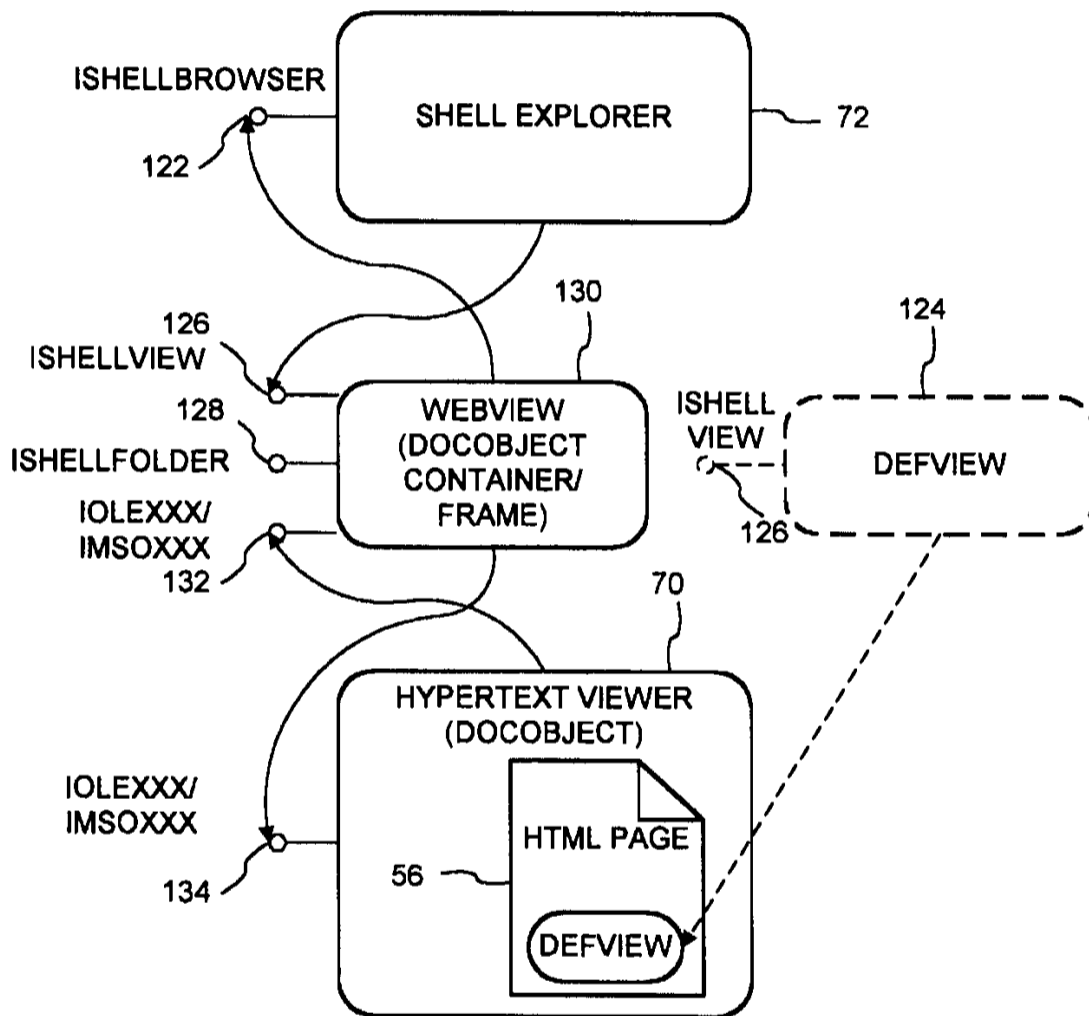 ISHELLBROWSER
SHELL EXPLORER
72
122
130
126
ISHELLVIEW
124
128
ISHELLFOLDER
WEBVIEW
(DOCOBJECT
CONTAINER/
FRAME)
ISHELL
VIEW
DEFVIEW
126
IOLEXXX/
IMSOXXX
132
70
HYPERTEXT VIEWER
(DOCOBJECT)
IOLEXXX/
IMSOXXX
134
HTML PAGE
56
DEFVIEW